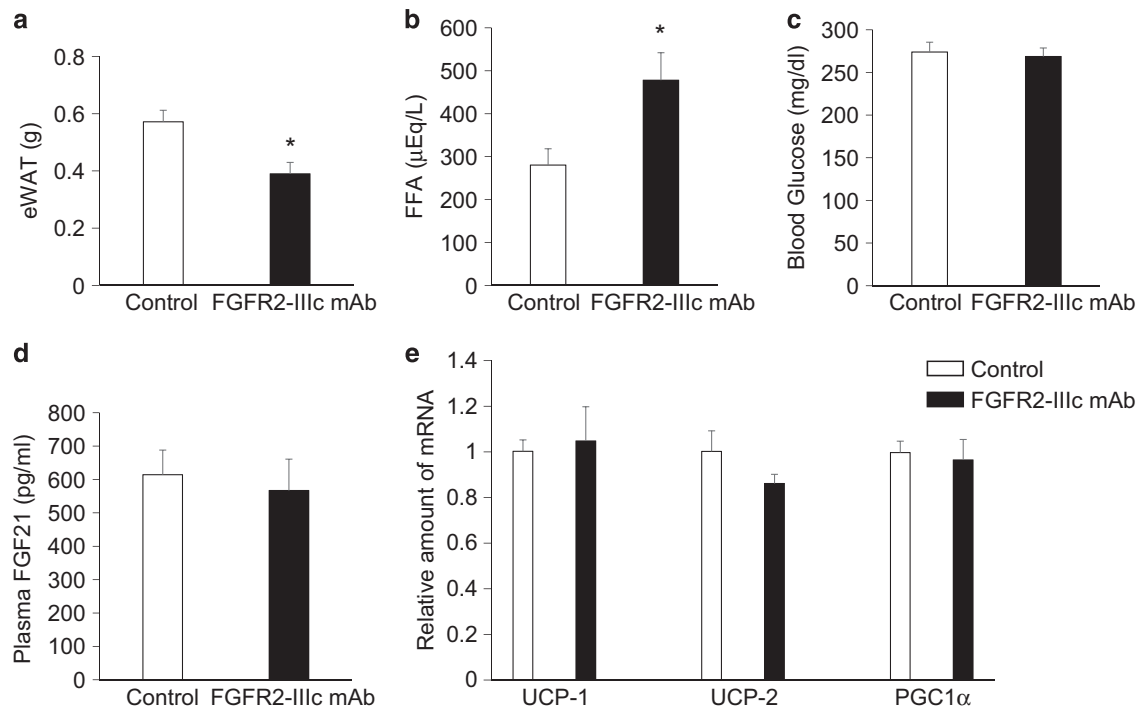 a
eWAT (g)
0.8
0.6
0.4
0.2
0
*
Control FGFR2-IIIc mAb
b
FFA (μEq/L)
600
500
400
300
200
100
0
*
Control FGFR2-IIIc mAb
c
Blood Glucose (mg/dl)
300
250
200
150
100
50
0
Control FGFR2-IIIc mAb
d
Plasma FGF21 (pg/ml)
800
700
600
500
400
300
200
100
0
Control FGFR2-IIIc mAb
e
Relative amount of mRNA
1.4
1.2
1
0.8
0.6
0.4
0.2
0
UCP-1 UCP-2 PGC1α
Control
FGFR2-IIIc mAb